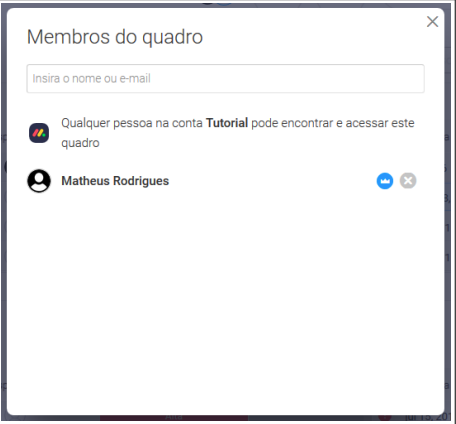 Membros do quadro
Insira o nome ou e-mail
Qualquer pessoa na conta Tutorial pode encontrar e acessar este
quadro
Matheus Rodrigues